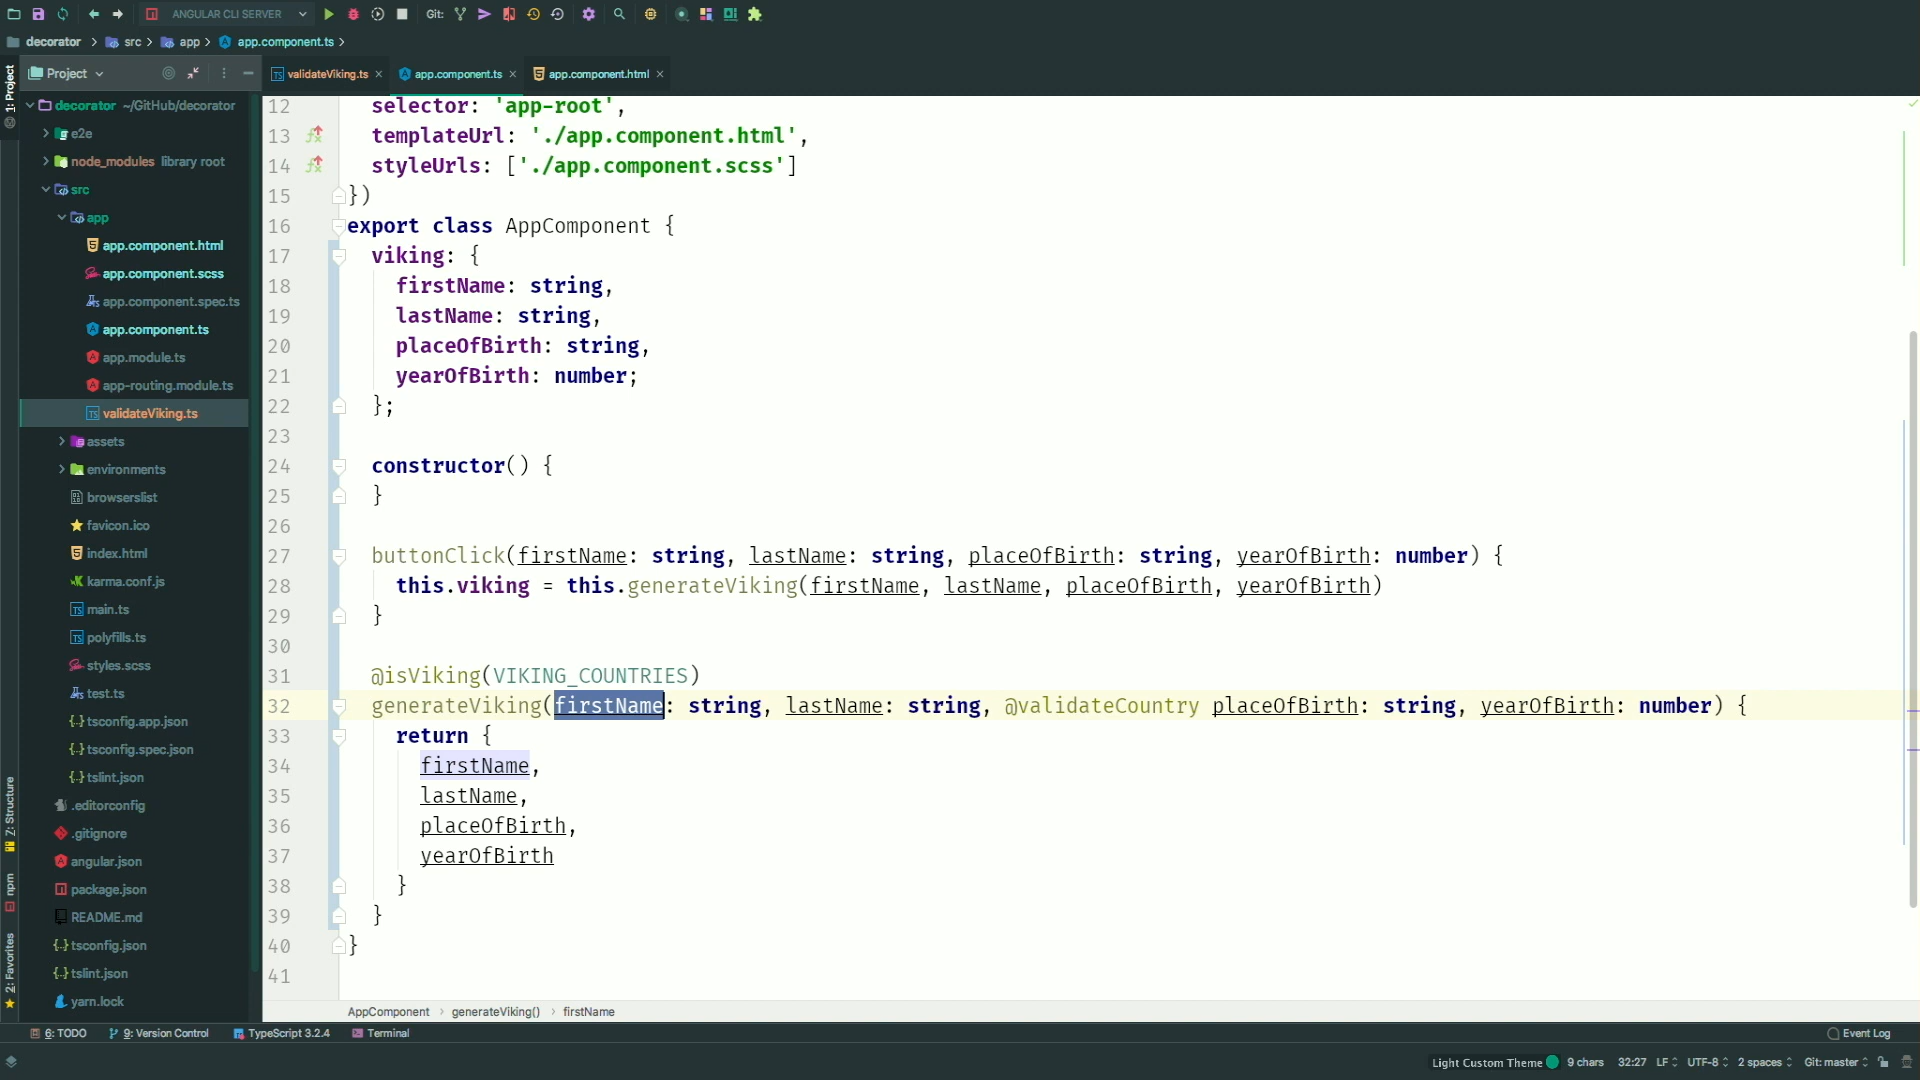 ANGULAR CLI SERVER
Git:
decorator
src
app
app.component.ts
1: Project
Project
validateViking.ts
app.component.ts
app.component.html
decorator ~/GitHub/decorator
e2e
node_modules library root
src
app
app.component.html
app.component.scss
app.component.spec.ts
app.component.ts
app.module.ts
app-routing.module.ts
validateViking.ts
assets
environments
browserslist
favicon.ico
index.html
karma.conf.js
main.ts
polyfills.ts
styles.scss
test.ts
tsconfig.app.json
tsconfig.spec.json
tslint.json
.editorconfig
.gitignore
angular.json
package.json
README.md
tsconfig.json
tslint.json
yarn.lock
Z: Structure
npm
2: Favorites
12 selector: 'app-root',
13 templateUrl: './app.component.html',
14 styleUrls: ['./app.component.scss']
15 })
16 export class AppComponent {
17 viking: {
18 firstName: string,
19 lastName: string,
20 placeOfBirth: string,
21 yearOfBirth: number;
22 };
23
24 constructor() {
25 }
26
27 buttonClick(firstName: string, lastName: string, placeOfBirth: string, yearOfBirth: number) {
28 this.viking = this.generateViking(firstName, lastName, placeOfBirth, yearOfBirth)
29 }
30
31 @isViking(VIKING_COUNTRIES)
32 generateViking(firstName: string, lastName: string, @validateCountry placeOfBirth: string, yearOfBirth: number) {
33 return {
34 firstName,
35 lastName,
36 placeOfBirth,
37 yearOfBirth
38 }
39 }
40 }
41
AppComponent
generateViking()
firstName
6: TODO
9: Version Control
TypeScript 3.2.4
Terminal
Event Log
Light Custom Theme
9 chars
32:27
LF
UTF-8
2 spaces
Git: master